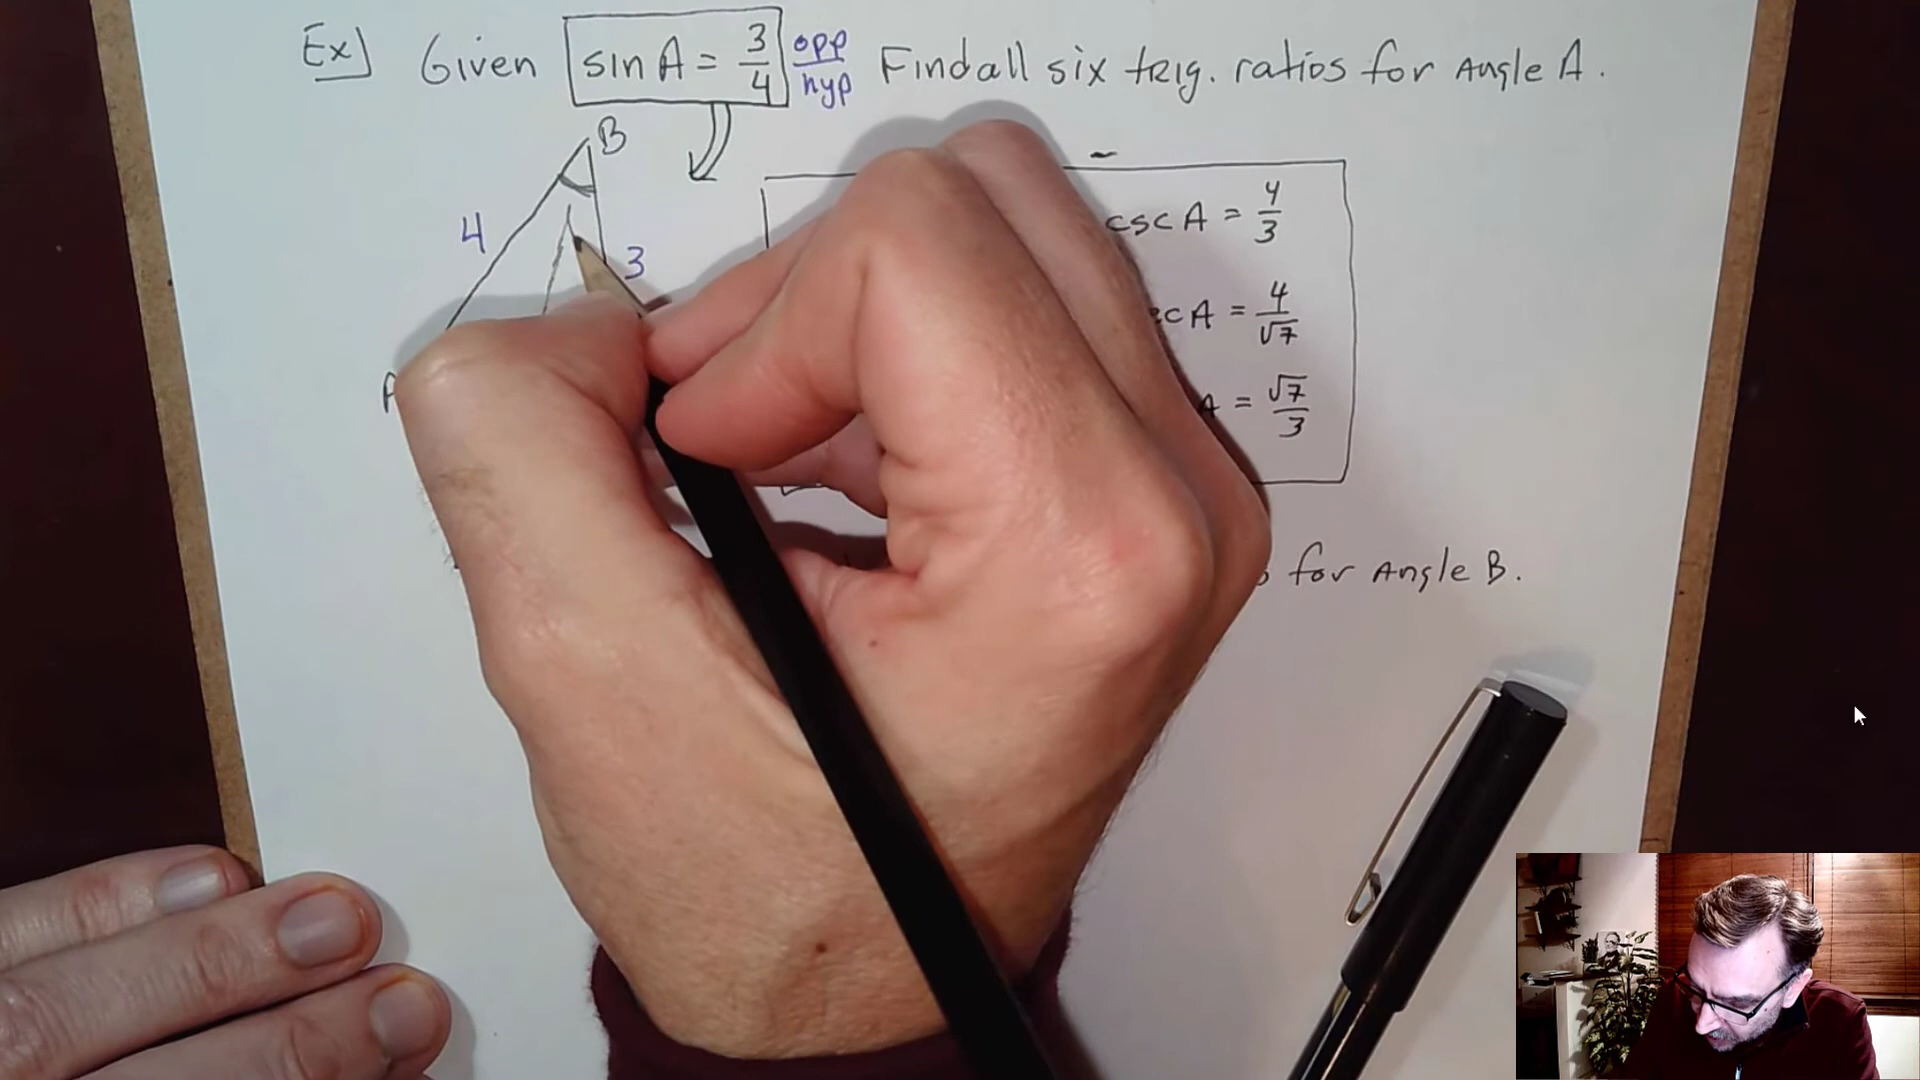 Ex] Given sin A = 3/4 opp/hyp Find all six trig. ratios for Angle A.
B
4
3
csc A = 4/3
c A = 4/√7
A = √7/3
for Angle B.